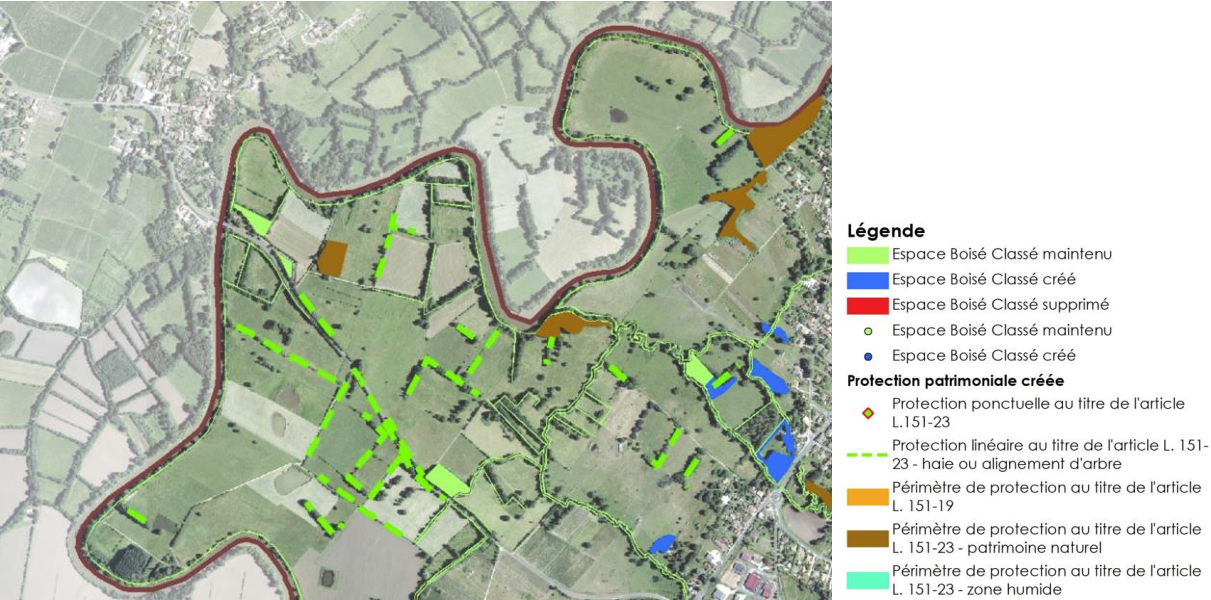 Légende
Espace Boisé Classé maintenu
Espace Boisé Classé créé
Espace Boisé Classé supprimé
Espace Boisé Classé maintenu
Espace Boisé Classé créé
Protection patrimoniale créée
Protection ponctuelle au titre de l'article
L.151-23
Protection linéaire au titre de l'article L. 151-
23 - haie ou alignement d'arbre
Périmètre de protection au titre de l'article
L. 151-19
Périmètre de protection au titre de l'article
L. 151-23 - patrimoine naturel
Périmètre de protection au titre de l'article
L. 151-23 - zone humide